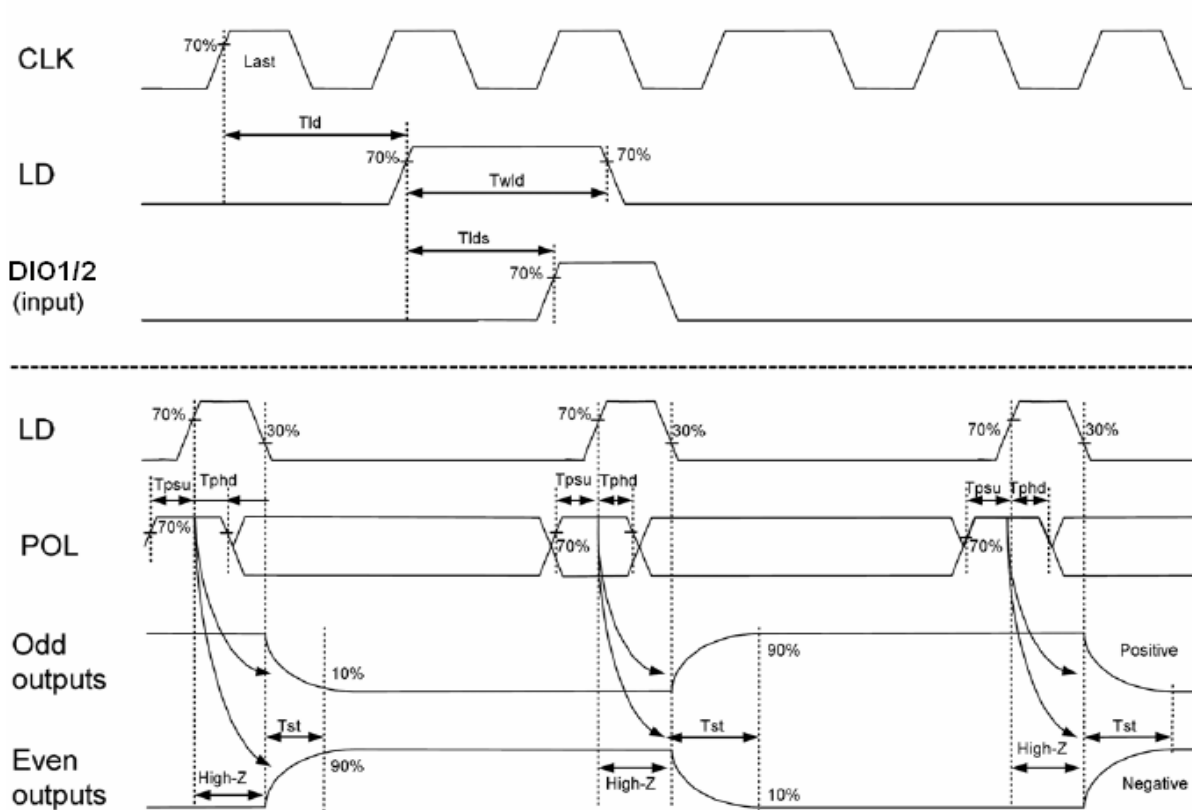 CLK
70%
Last
Tld
LD
70%
70%
Twld
Tlds
DIO1/2
(input)
70%
LD
70%
30%
70%
30%
70%
30%
Tpsu
Tphd
Tpsu
Tphd
Tpsu
Tphd
POL
70%
70%
70%
Odd
outputs
10%
90%
Positive
Tst
Tst
Tst
Even
outputs
High-Z
90%
High-Z
10%
High-Z
Negative